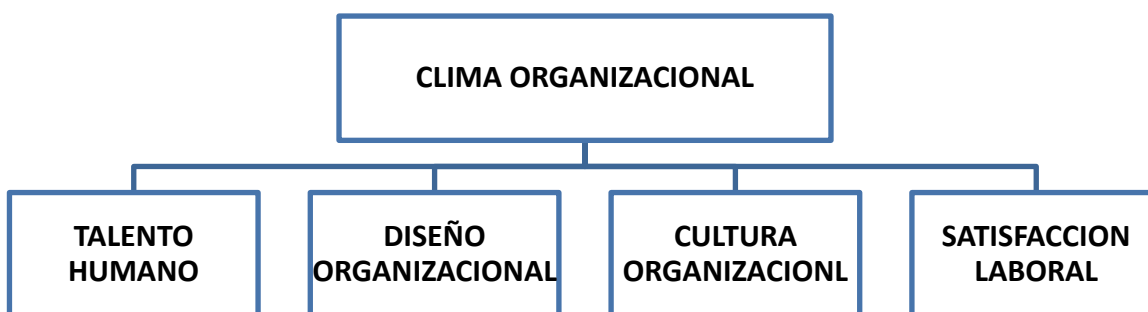 CLIMA ORGANIZACIONAL
TALENTO
HUMANO
DISEÑO
ORGANIZACIONAL
CULTURA
ORGANIZACIONL
SATISFACCION
LABORAL